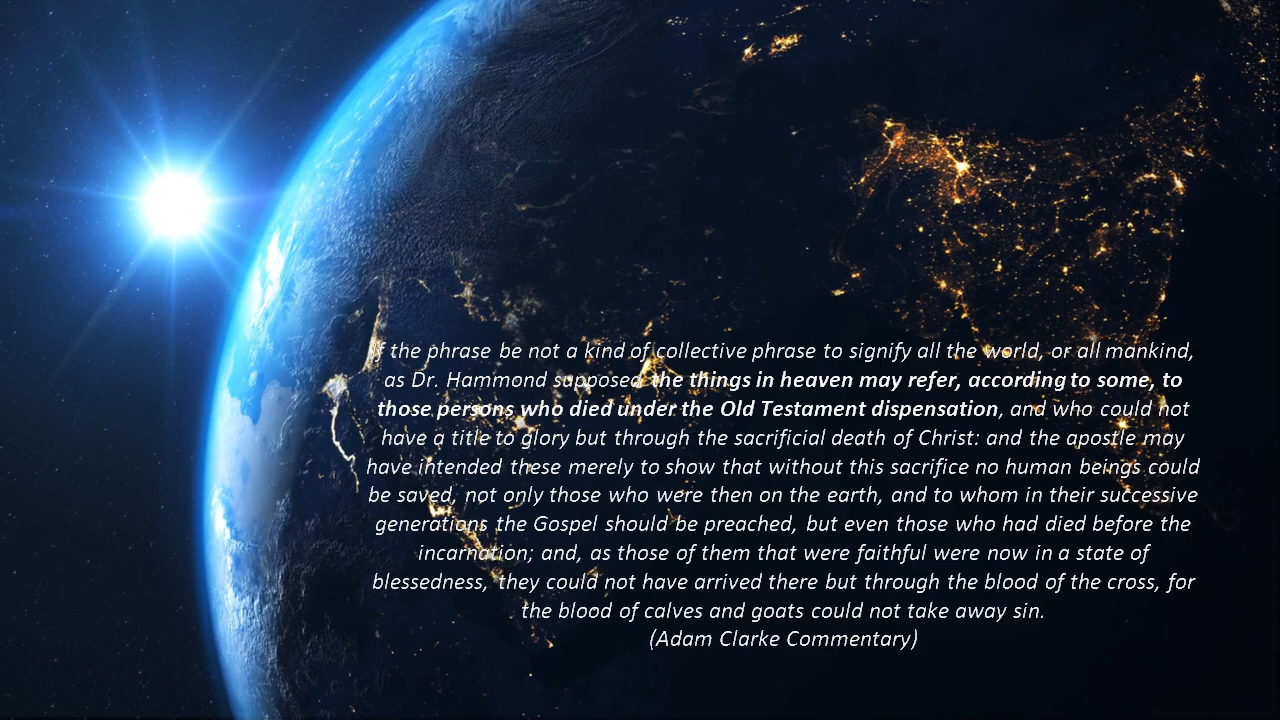 If the phrase be not a kind of collective phrase to signify all the world, or all mankind,
as Dr. Hammond supposed the things in heaven may refer, according to some, to
those persons who died under the Old Testament dispensation, and who could not
have a title to glory but through the sacrificial death of Christ: and the apostle may
have intended these merely to show that without this sacrifice no human beings could
be saved, not only those who were then on the earth, and to whom in their successive
generations the Gospel should be preached, but even those who had died before the
incarnation; and, as those of them that were faithful were now in a state of
blessedness, they could not have arrived there but through the blood of the cross, for
the blood of calves and goats could not take away sin.
(Adam Clarke Commentary)